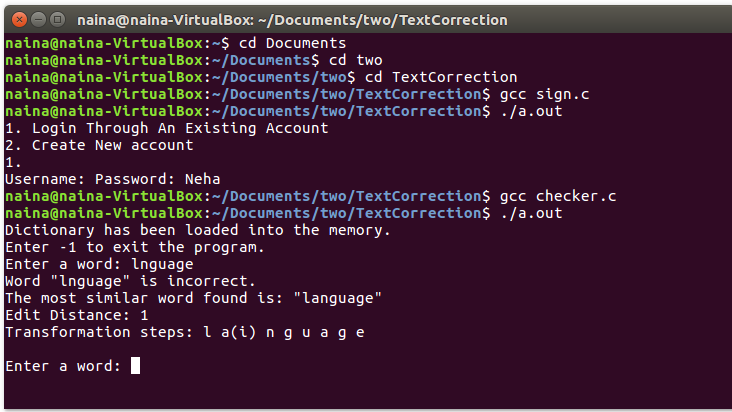 naina@naina-VirtualBox: ~/Documents/two/TextCorrection
naina@naina-VirtualBox:~$ cd Documents
naina@naina-VirtualBox:~/Documents$ cd two
naina@naina-VirtualBox:~/Documents/two$ cd TextCorrection
naina@naina-VirtualBox:~/Documents/two/TextCorrection$ gcc sign.c
naina@naina-VirtualBox:~/Documents/two/TextCorrection$ ./a.out
1. Login Through An Existing Account
2. Create New account
1.
Username: Password: Neha
naina@naina-VirtualBox:~/Documents/two/TextCorrection$ gcc checker.c
naina@naina-VirtualBox:~/Documents/two/TextCorrection$ ./a.out
Dictionary has been loaded into the memory.
Enter -1 to exit the program.
Enter a word: lnguage
Word "lnguage" is incorrect.
The most similar word found is: "language"
Edit Distance: 1
Transformation steps: l a(i) n g u a g e
Enter a word: